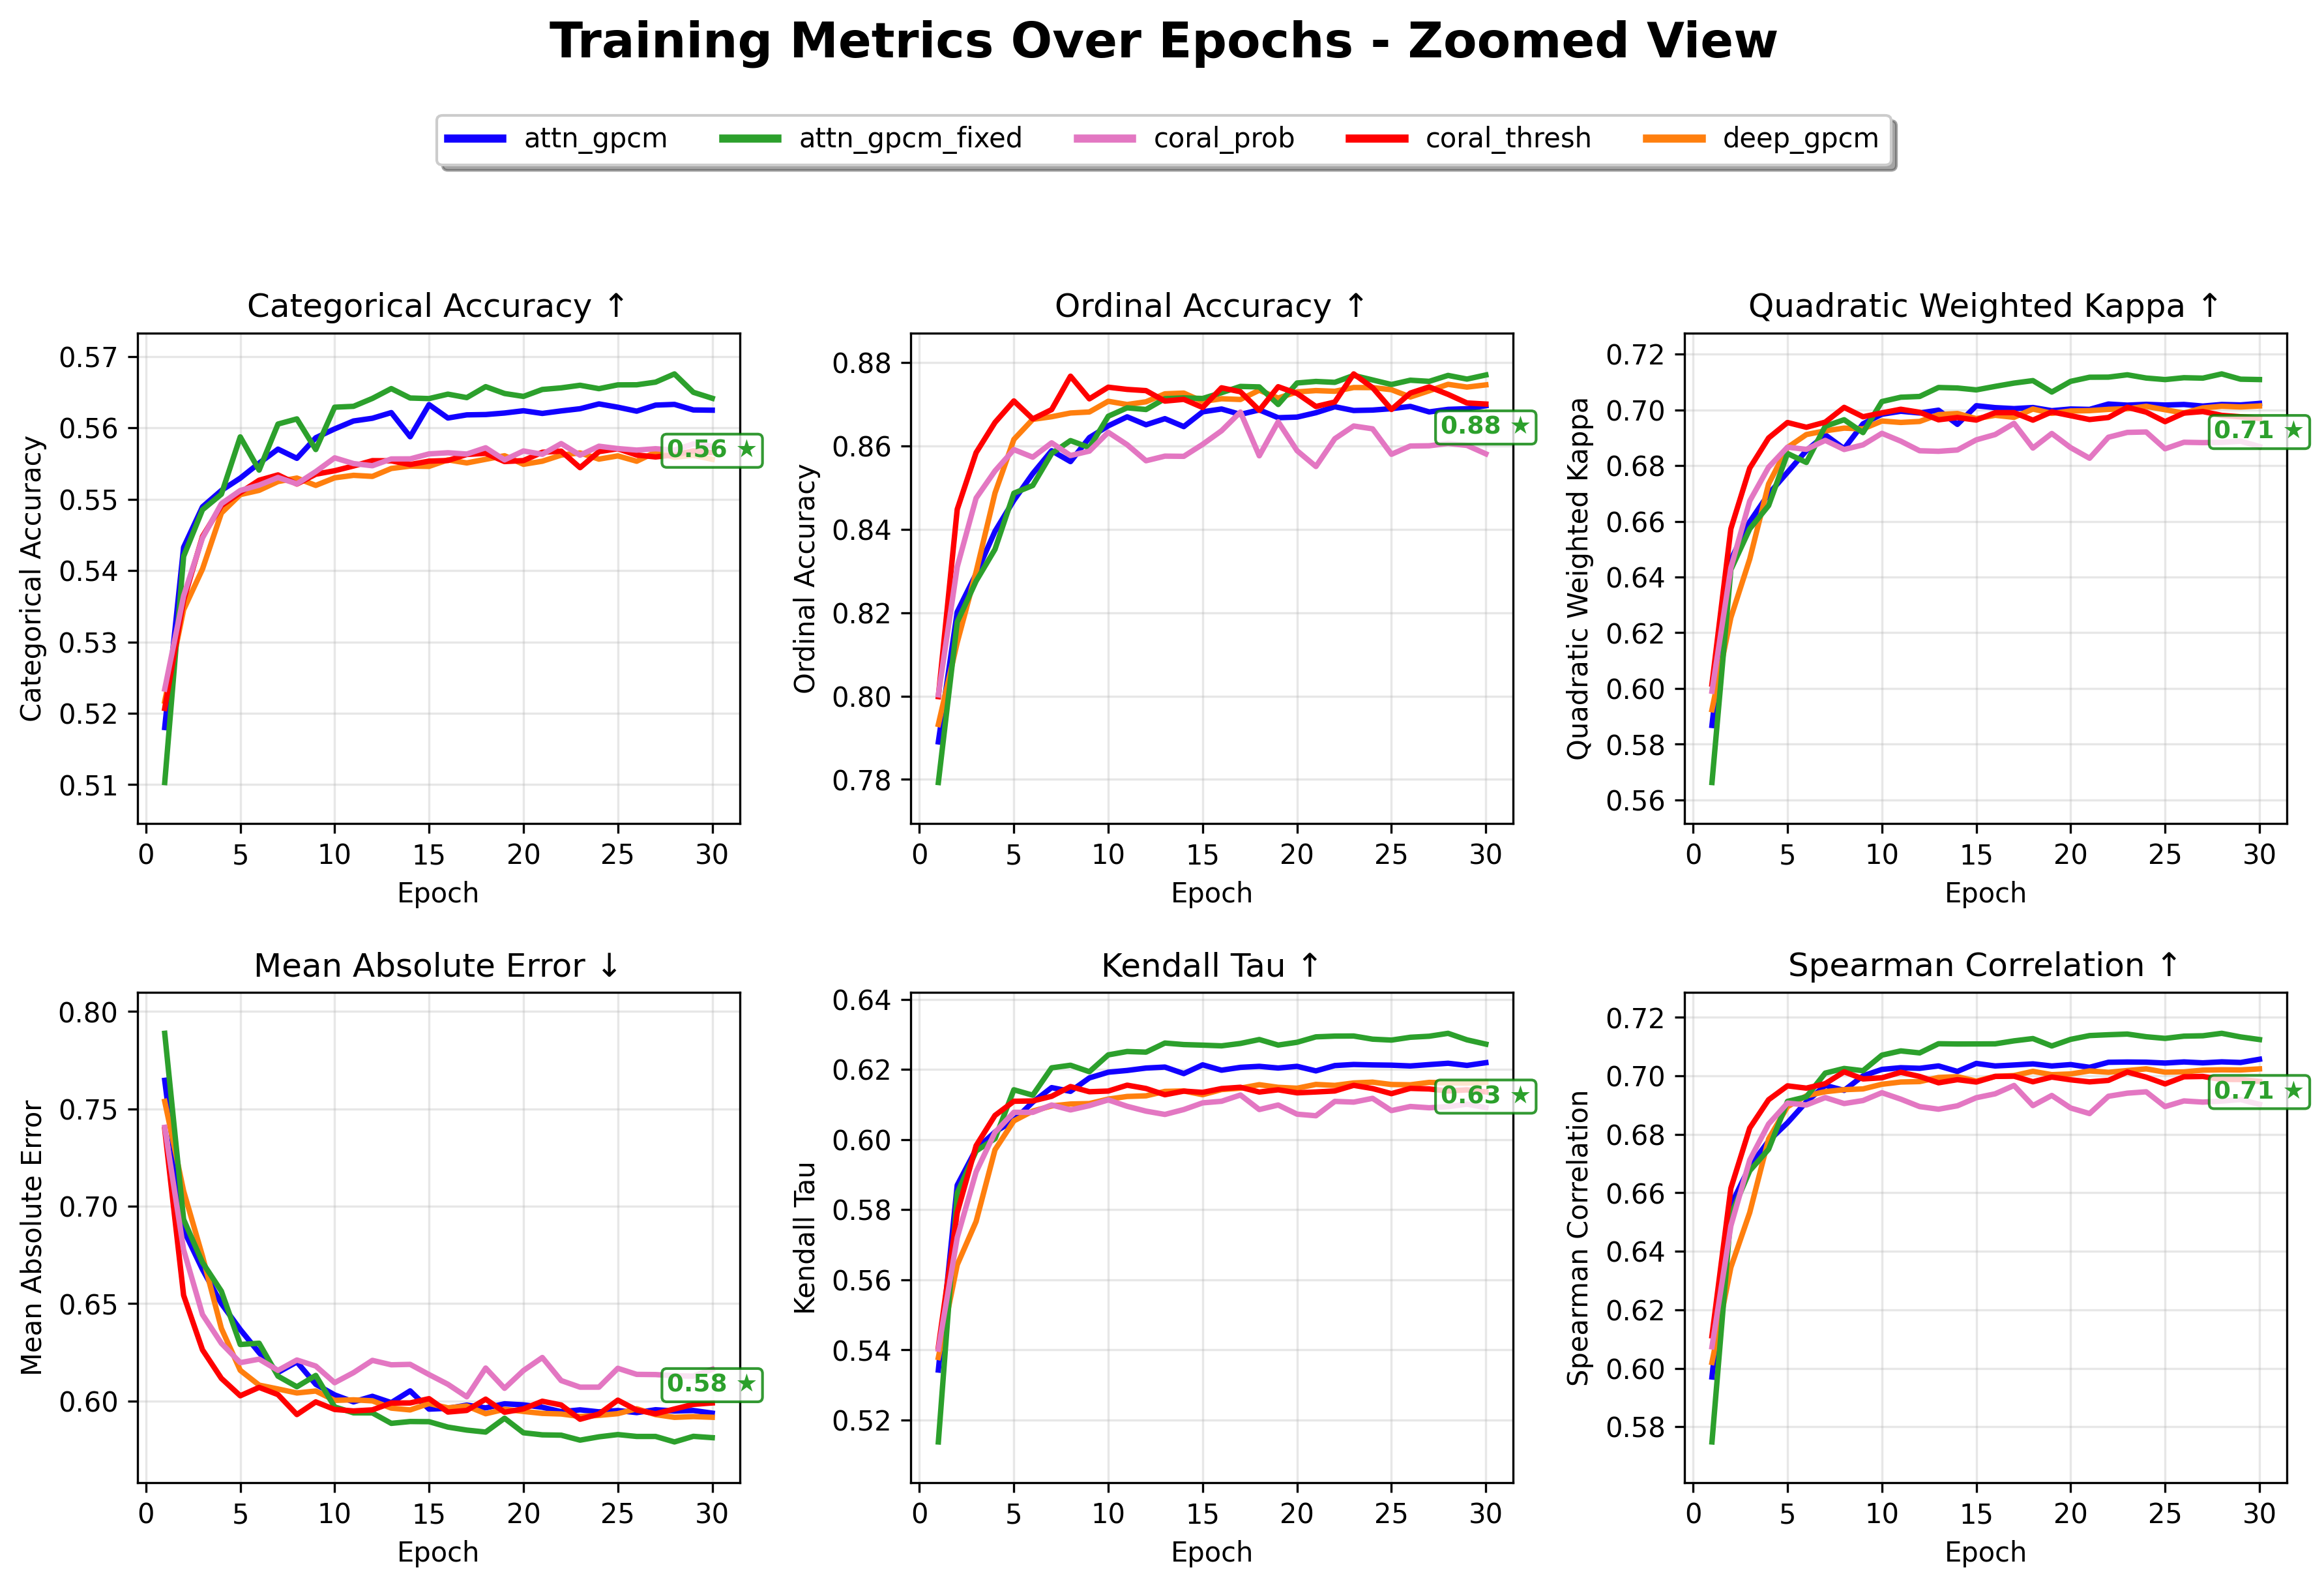 Training Metrics Over Epochs - Zoomed View
attn_gpcm attn_gpcm_fixed coral_prob coral_thresh deep_gpcm
Categorical Accuracy ↑
Categorical Accuracy
0.57
0.56
0.55
0.54
0.53
0.52
0.51
0.56 ★
0 5 10 15 20 25 30
Epoch
Ordinal Accuracy ↑
Ordinal Accuracy
0.88
0.86
0.84
0.82
0.80
0.78
0.88 ★
0 5 10 15 20 25 30
Epoch
Quadratic Weighted Kappa ↑
Quadratic Weighted Kappa
0.72
0.70
0.68
0.66
0.64
0.62
0.60
0.58
0.56
0.71 ★
0 5 10 15 20 25 30
Epoch
Mean Absolute Error ↓
Mean Absolute Error
0.80
0.75
0.70
0.65
0.60
0.58 ★
0 5 10 15 20 25 30
Epoch
Kendall Tau ↑
Kendall Tau
0.64
0.62
0.60
0.58
0.56
0.54
0.52
0.63 ★
0 5 10 15 20 25 30
Epoch
Spearman Correlation ↑
Spearman Correlation
0.72
0.70
0.68
0.66
0.64
0.62
0.60
0.58
0.71 ★
0 5 10 15 20 25 30
Epoch